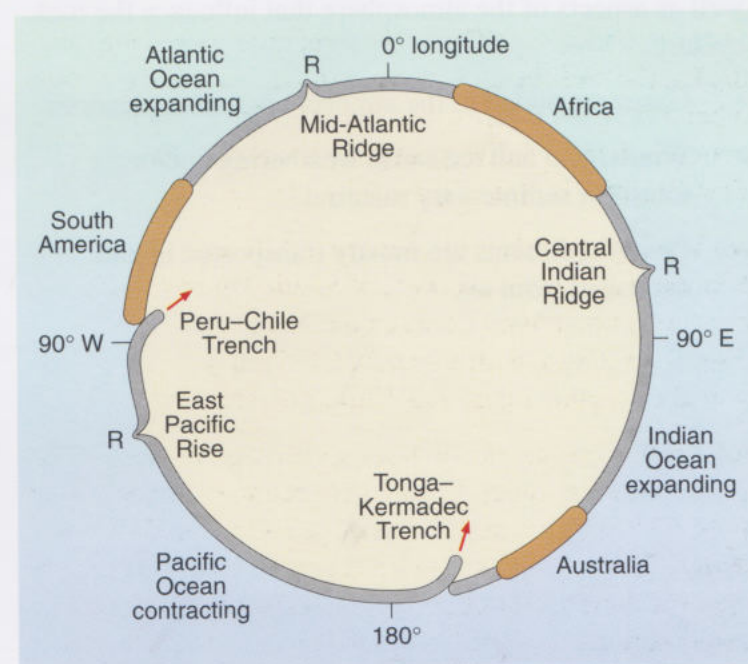 0° longitude
Atlantic
Ocean
expanding
R
Mid-Atlantic
Ridge
Africa
South
America
Central
Indian
Ridge
R
Peru–Chile
Trench
90° W
90° E
East
Pacific
Rise
R
Indian
Ocean
expanding
Tonga–
Kermadec
Trench
Pacific
Ocean
contracting
Australia
180°